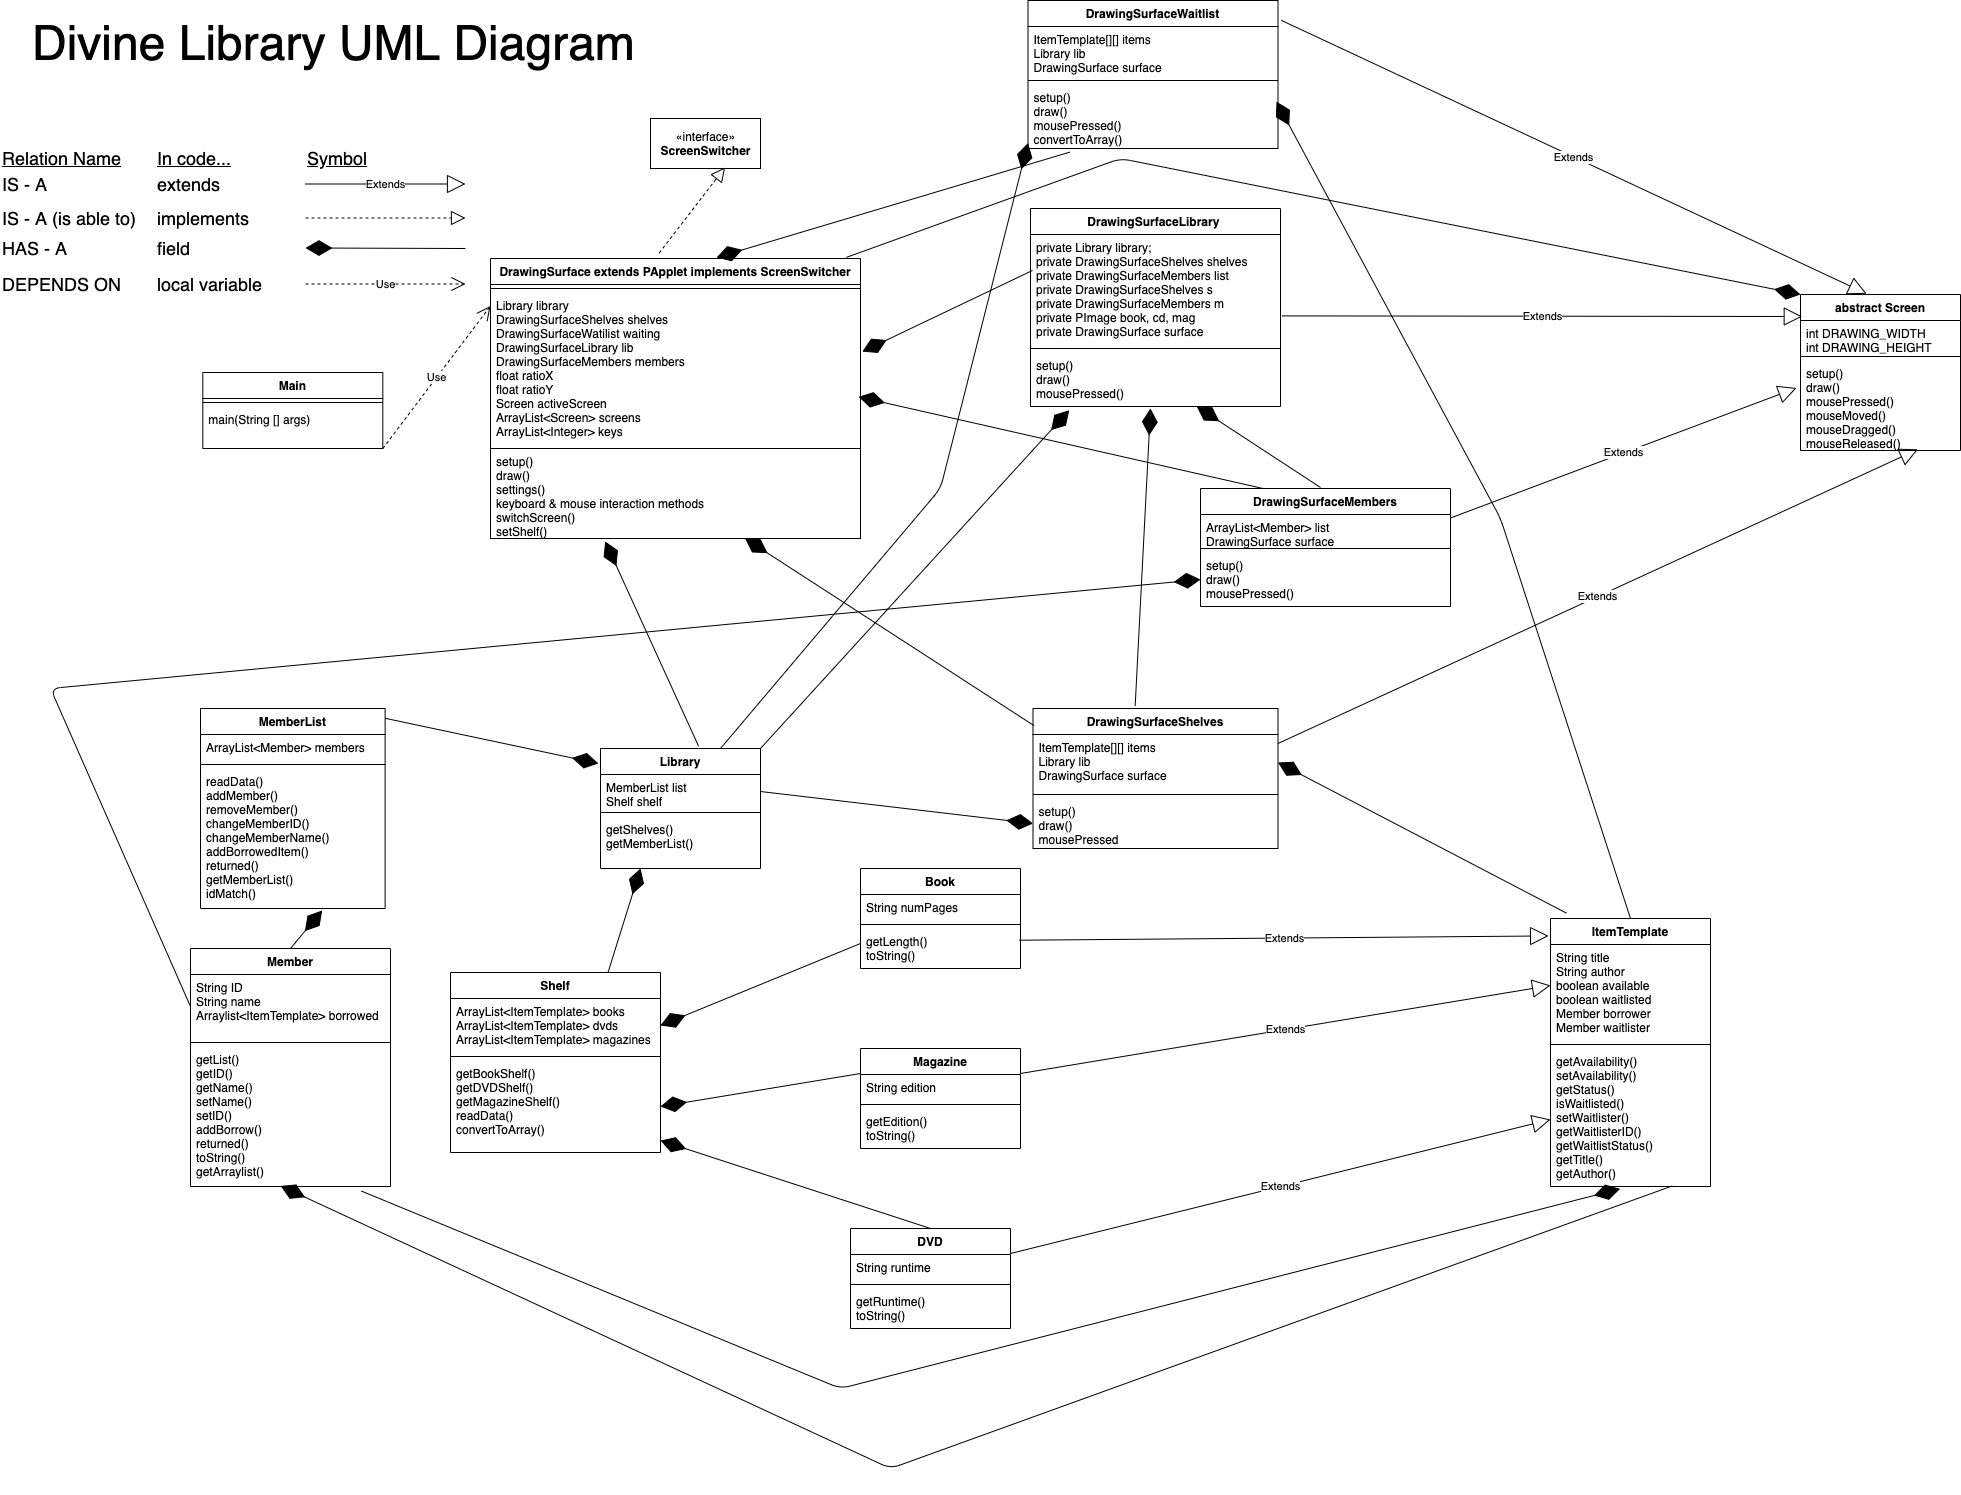 Divine Library UML Diagram
Relation Name In code... Symbol
IS - A extends Extends
IS - A (is able to) implements
HAS - A field
DEPENDS ON local variable Use
«interface»
ScreenSwitcher
DrawingSurfaceWaitlist
ItemTemplate[][] items
Library lib
DrawingSurface surface
setup()
draw()
mousePressed()
convertToArray()
Extends
DrawingSurfaceLibrary
private Library library;
private DrawingSurfaceShelves shelves
private DrawingSurfaceMembers list
private DrawingSurfaceShelves s
private DrawingSurfaceMembers m
private PImage book, cd, mag
private DrawingSurface surface
setup()
draw()
mousePressed()
Extends
DrawingSurface extends PApplet implements ScreenSwitcher
Library library
DrawingSurfaceShelves shelves
DrawingSurfaceWatilist waiting
DrawingSurfaceLibrary lib
DrawingSurfaceMembers members
float ratioX
float ratioY
Screen activeScreen
ArrayList<Screen> screens
ArrayList<Integer> keys
setup()
draw()
settings()
keyboard & mouse interaction methods
switchScreen()
setShelf()
abstract Screen
int DRAWING_WIDTH
int DRAWING_HEIGHT
setup()
draw()
mousePressed()
mouseMoved()
mouseDragged()
mouseReleased()
Main
main(String [] args)
Use
Extends
DrawingSurfaceMembers
ArrayList<Member> list
DrawingSurface surface
setup()
draw()
mousePressed()
Extends
MemberList
ArrayList<Member> members
readData()
addMember()
removeMember()
changeMemberID()
changeMemberName()
addBorrowedItem()
returned()
getMemberList()
idMatch()
Library
MemberList list
Shelf shelf
getShelves()
getMemberList()
DrawingSurfaceShelves
ItemTemplate[][] items
Library lib
DrawingSurface surface
setup()
draw()
mousePressed
Book
String numPages
getLength()
toString()
Extends
ItemTemplate
String title
String author
boolean available
boolean waitlisted
Member borrower
Member waitlister
getAvailability()
setAvailability()
getStatus()
isWaitlisted()
setWaitlister()
getWaitlisterID()
getWaitlistStatus()
getTitle()
getAuthor()
Member
String ID
String name
Arraylist<ItemTemplate> borrowed
getList()
getID()
getName()
setName()
setID()
addBorrow()
returned()
toString()
getArraylist()
Shelf
ArrayList<ItemTemplate> books
ArrayList<ItemTemplate> dvds
ArrayList<ItemTemplate> magazines
getBookShelf()
getDVDShelf()
getMagazineShelf()
readData()
convertToArray()
Extends
Magazine
String edition
getEdition()
toString()
Extends
DVD
String runtime
getRuntime()
toString()